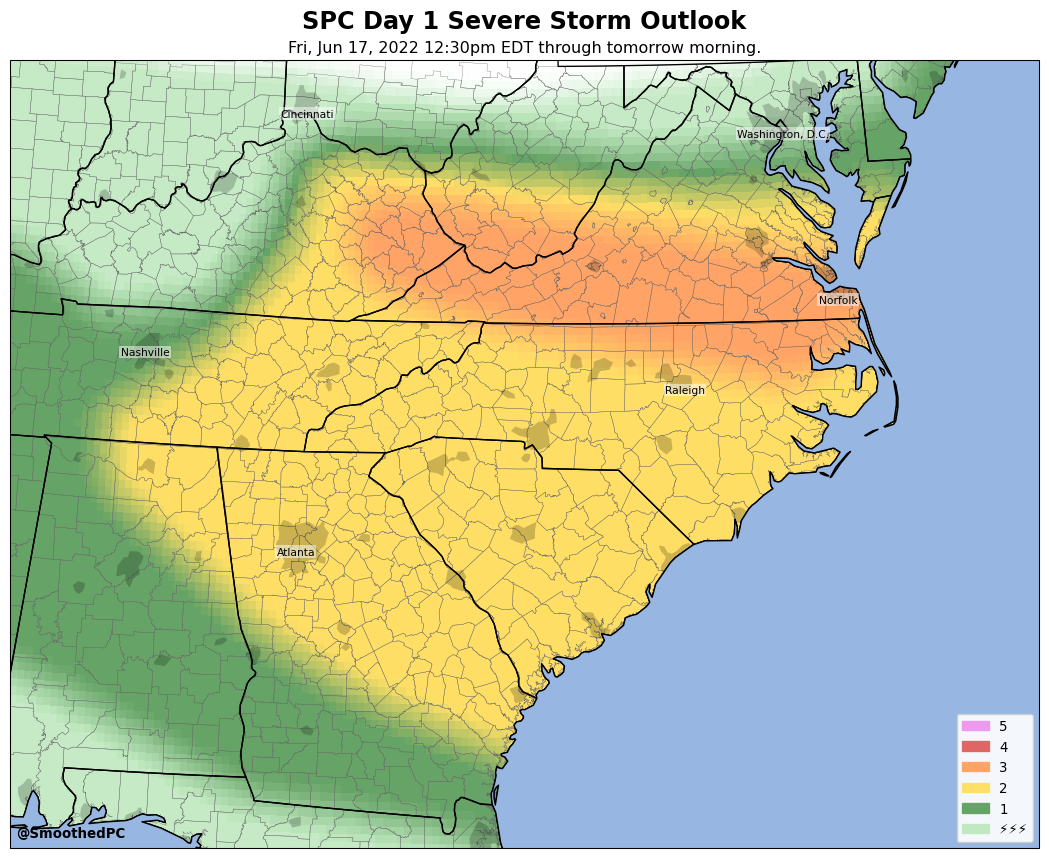 SPC Day 1 Severe Storm Outlook
Fri, Jun 17, 2022 12:30pm EDT through tomorrow morning.
Cincinnati
Washington, D.C.
Norfolk
Nashville
Raleigh
Atlanta
5
4
3
2
1
⚡⚡⚡
@SmoothedPC